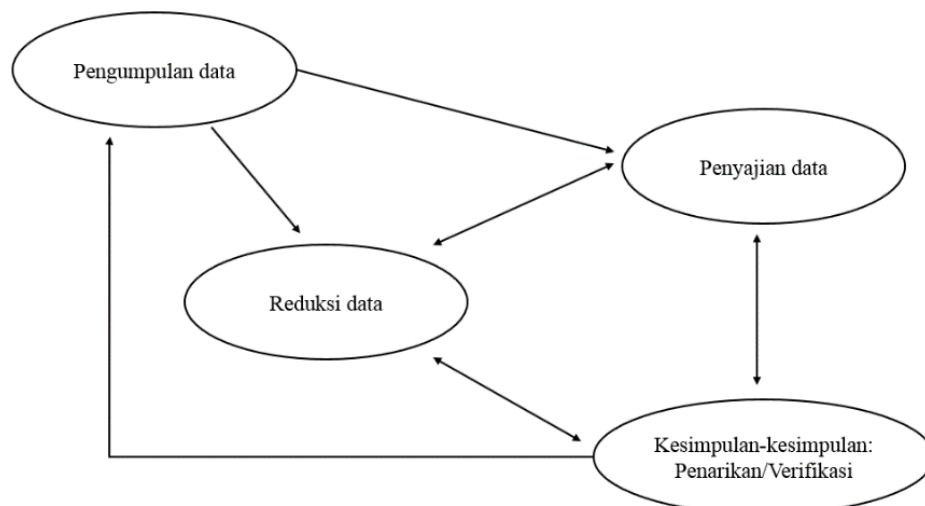 Pengumpulan data
Penyajian data
Reduksi data
Kesimpulan-kesimpulan:
Penarikan/Verifikasi